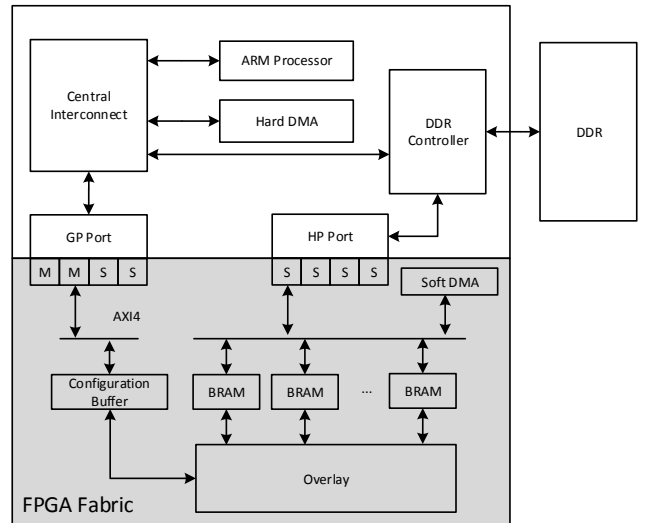 ARM Processor
Central
Interconnect
Hard DMA
DDR
Controller
DDR
GP Port
HP Port
M M S S
S S S S
Soft DMA
AXI4
Configuration
Buffer
BRAM
BRAM
...
BRAM
Overlay
FPGA Fabric